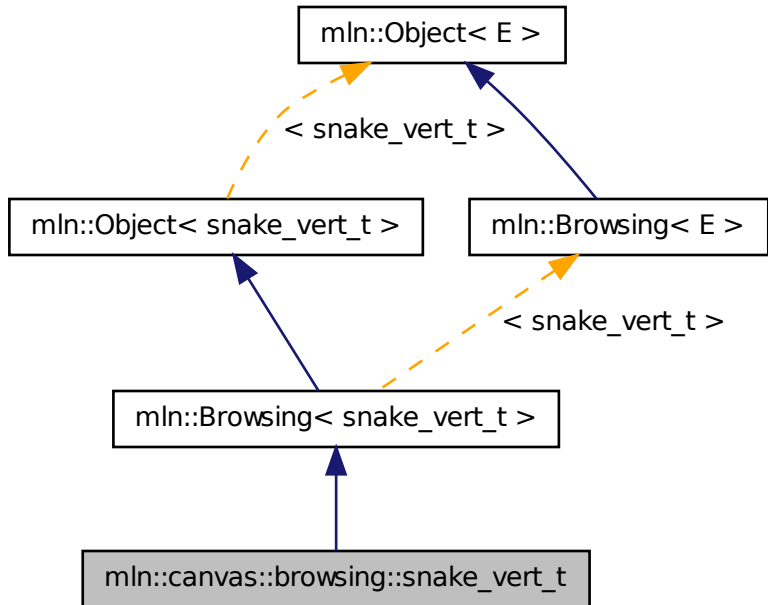 mln::Object< E >
< snake_vert_t >
mln::Object< snake_vert_t >
mln::Browsing< E >
< snake_vert_t >
mln::Browsing< snake_vert_t >
mln::canvas::browsing::snake_vert_t